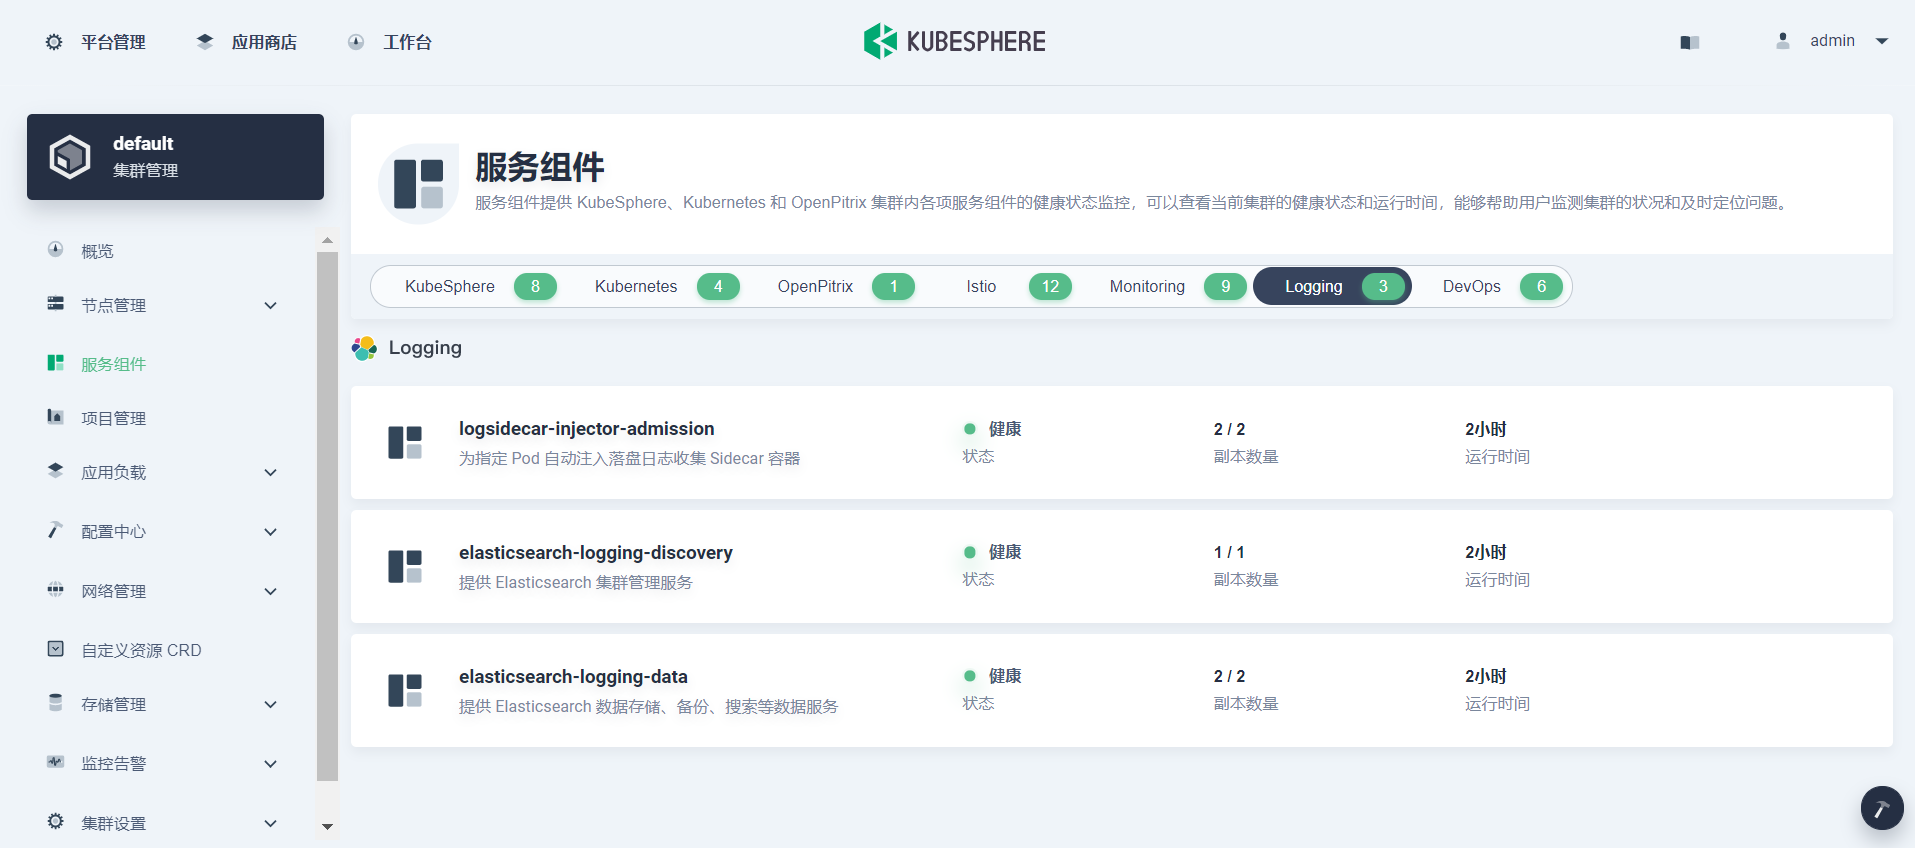 平台管理
应用商店
工作台
KUBESPHERE
admin
default
集群管理
概览
节点管理
服务组件
项目管理
应用负载
配置中心
网络管理
自定义资源 CRD
存储管理
监控告警
集群设置
服务组件
服务组件提供 KubeSphere、Kubernetes 和 OpenPitrix 集群内各项服务组件的健康状态监控，可以查看当前集群的健康状态和运行时间，能够帮助用户监测集群的状况和及时定位问题。
KubeSphere 8 Kubernetes 4 OpenPitrix 1 Istio 12 Monitoring 9 Logging 3 DevOps 6
Logging
logsidecar-injector-admission 健康 2 / 2 2小时
为指定 Pod 自动注入落盘日志收集 Sidecar 容器 状态 副本数量 运行时间
elasticsearch-logging-discovery 健康 1 / 1 2小时
提供 Elasticsearch 集群管理服务 状态 副本数量 运行时间
elasticsearch-logging-data 健康 2 / 2 2小时
提供 Elasticsearch 数据存储、备份、搜索等数据服务 状态 副本数量 运行时间